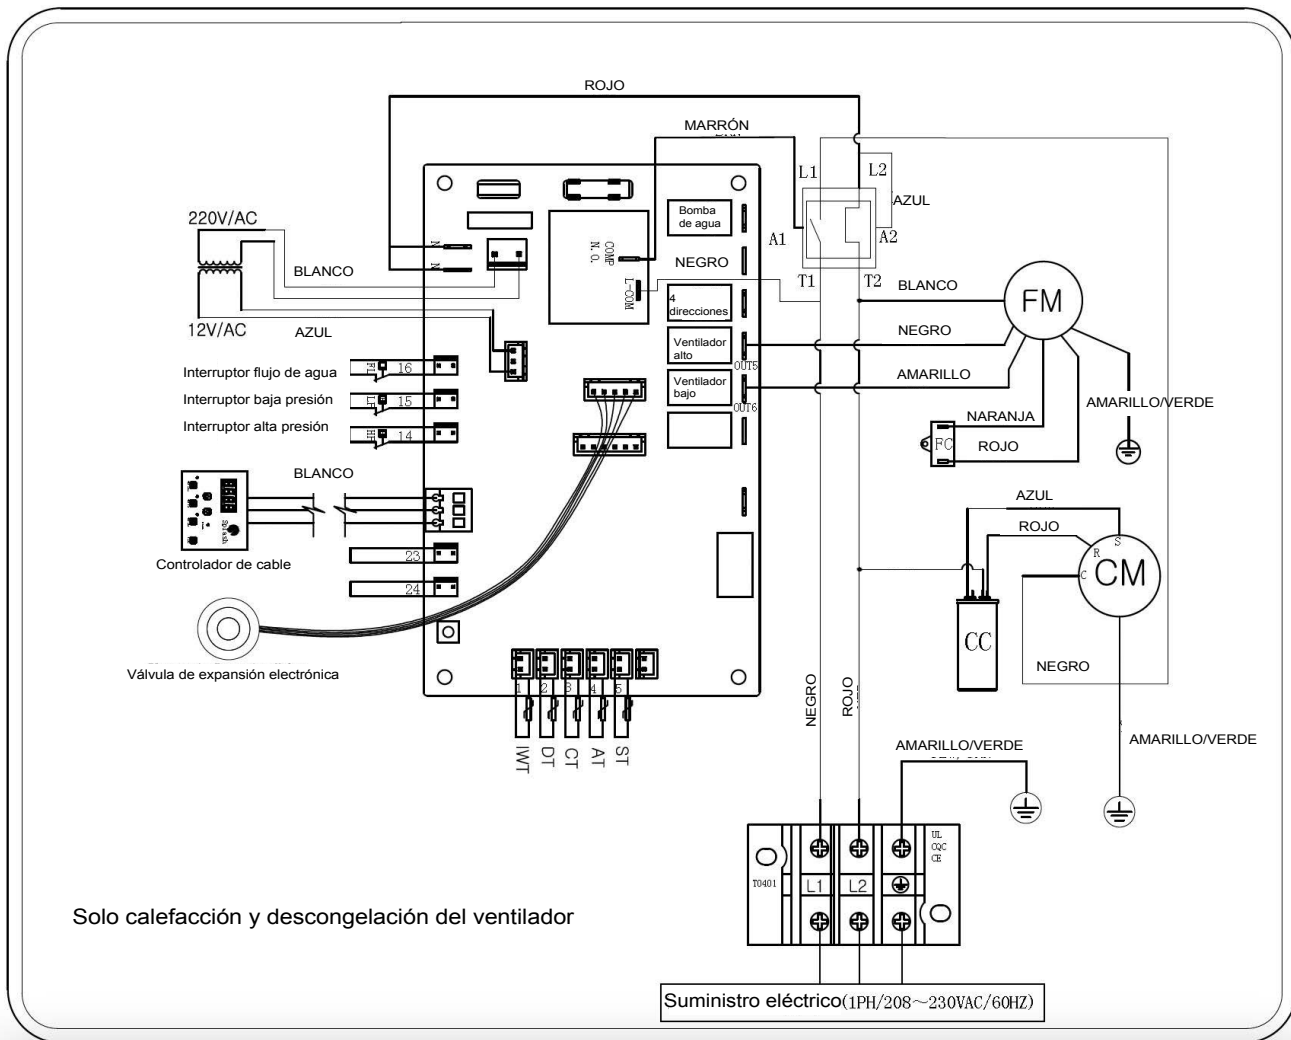 ROJO
MARRÓN
L1
L2
AZUL
220V/AC
Bomba
de agua
A1
A2
N
COMP
N. O.
BLANCO
NEGRO
T1
T2
N
L-COM
BLANCO
FM
4
direcciones
12V/AC
AZUL
NEGRO
Ventilador
alto
OUT5
Interruptor flujo de agua
16
AMARILLO
Ventilador
bajo
OUT6
Interruptor baja presión
15
AMARILLO/VERDE
NARANJA
Interruptor alta presión
14
FC
ROJO
BLANCO
AZUL
ROJO
Splash
S
R
C
CM
Controlador de cable
23
24
CC
Válvula de expansión electrónica
NEGRO
1
2
3
4
5
NEGRO
ROJO
IWT
DT
CT
AT
ST
AMARILLO/VERDE
AMARILLO/VERDE
UL
CQC
CE
T0401
L1
L2
Solo calefacción y descongelación del ventilador
Suministro eléctrico(1PH/208～230VAC/60HZ)